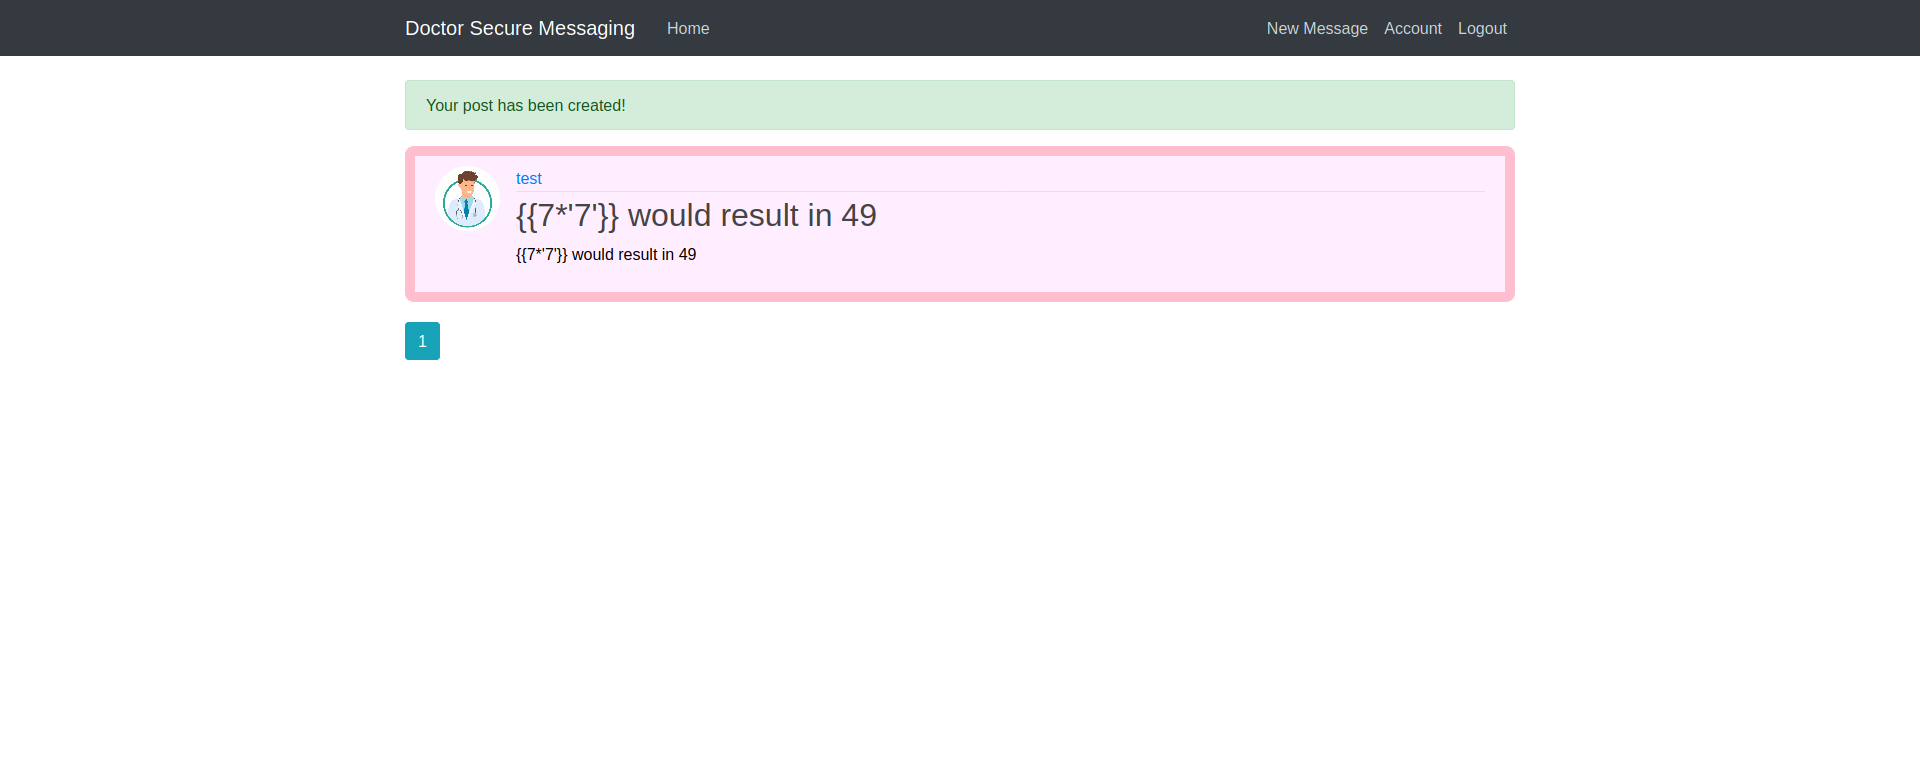 Doctor Secure Messaging Home New Message Account Logout
Your post has been created!
test
{{7*'7'}} would result in 49
{{7*'7'}} would result in 49
1